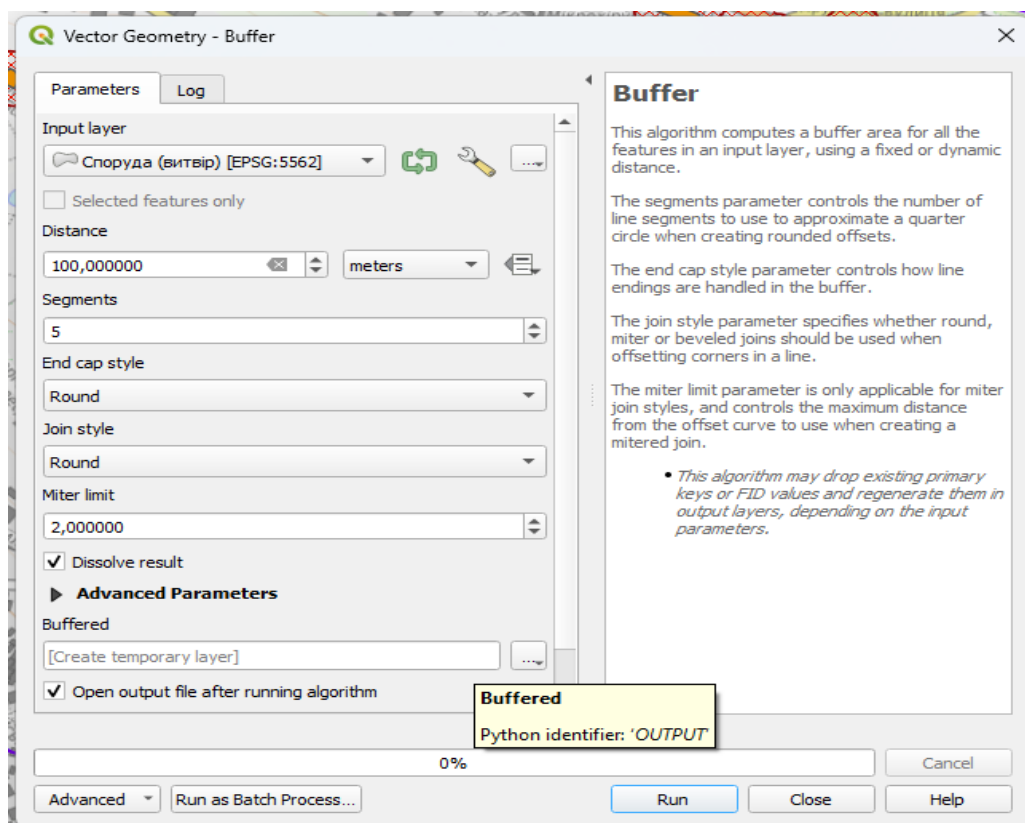 Мікрокру
вулиця
Vector Geometry - Buffer
Parameters
Log
Input layer
Споруда (витвір) [EPSG:5562]
...
Selected features only
Distance
100,000000
meters
Segments
5
End cap style
Round
Join style
Round
Miter limit
2,000000
Dissolve result
Advanced Parameters
Buffered
[Create temporary layer]
...
Open output file after running algorithm
Buffered
Python identifier: 'OUTPUT'
Buffer
This algorithm computes a buffer area for all the
features in an input layer, using a fixed or dynamic
distance.
The segments parameter controls the number of
line segments to use to approximate a quarter
circle when creating rounded offsets.
The end cap style parameter controls how line
endings are handled in the buffer.
The join style parameter specifies whether round,
miter or beveled joins should be used when
offsetting corners in a line.
The miter limit parameter is only applicable for miter
join styles, and controls the maximum distance
from the offset curve to use when creating a
mitered join.
• This algorithm may drop existing primary
keys or FID values and regenerate them in
output layers, depending on the input
parameters.
0%
Cancel
Advanced
Run as Batch Process...
Run
Close
Help